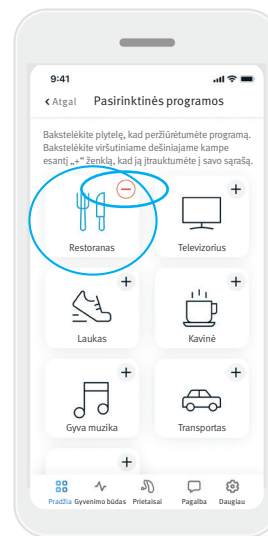 9:41
Atgal Pasirinktinės programos
Bakstelėkite plytelę, kad peržiūrėtumėte programą.
Bakstelėkite viršutiniame dešiniajame kampe
esantį „+“ ženklą, kad ją įtrauktumėte į savo sąrašą.
Restoranas Televizorius
Laukas Kavinė
Gyva muzika Transportas
Pradžia Gyvenimo būdas Prietaisai Pagalba Daugiau